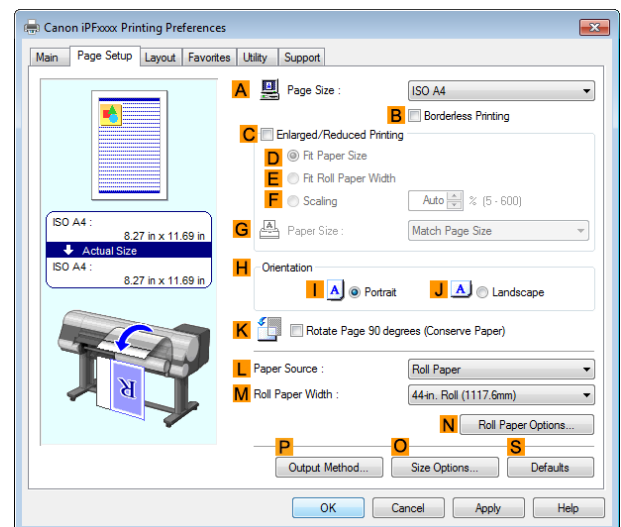 Canon iPFxxxx Printing Preferences
Main Page Setup Layout Favorites Utility Support
A Page Size : ISO A4
B Borderless Printing
C Enlarged/Reduced Printing
D Fit Paper Size
E Fit Roll Paper Width
F Scaling Auto % (5 - 600)
G A Paper Size : Match Page Size
ISO A4 :
8.27 in x 11.69 in
Actual Size
ISO A4 :
8.27 in x 11.69 in
H Orientation
I A Portrait J A Landscape
K Rotate Page 90 degrees (Conserve Paper)
R
L Paper Source : Roll Paper
M Roll Paper Width : 44-in. Roll (1117.6mm)
N Roll Paper Options...
P O S
Output Method... Size Options... Defaults
OK Cancel Apply Help